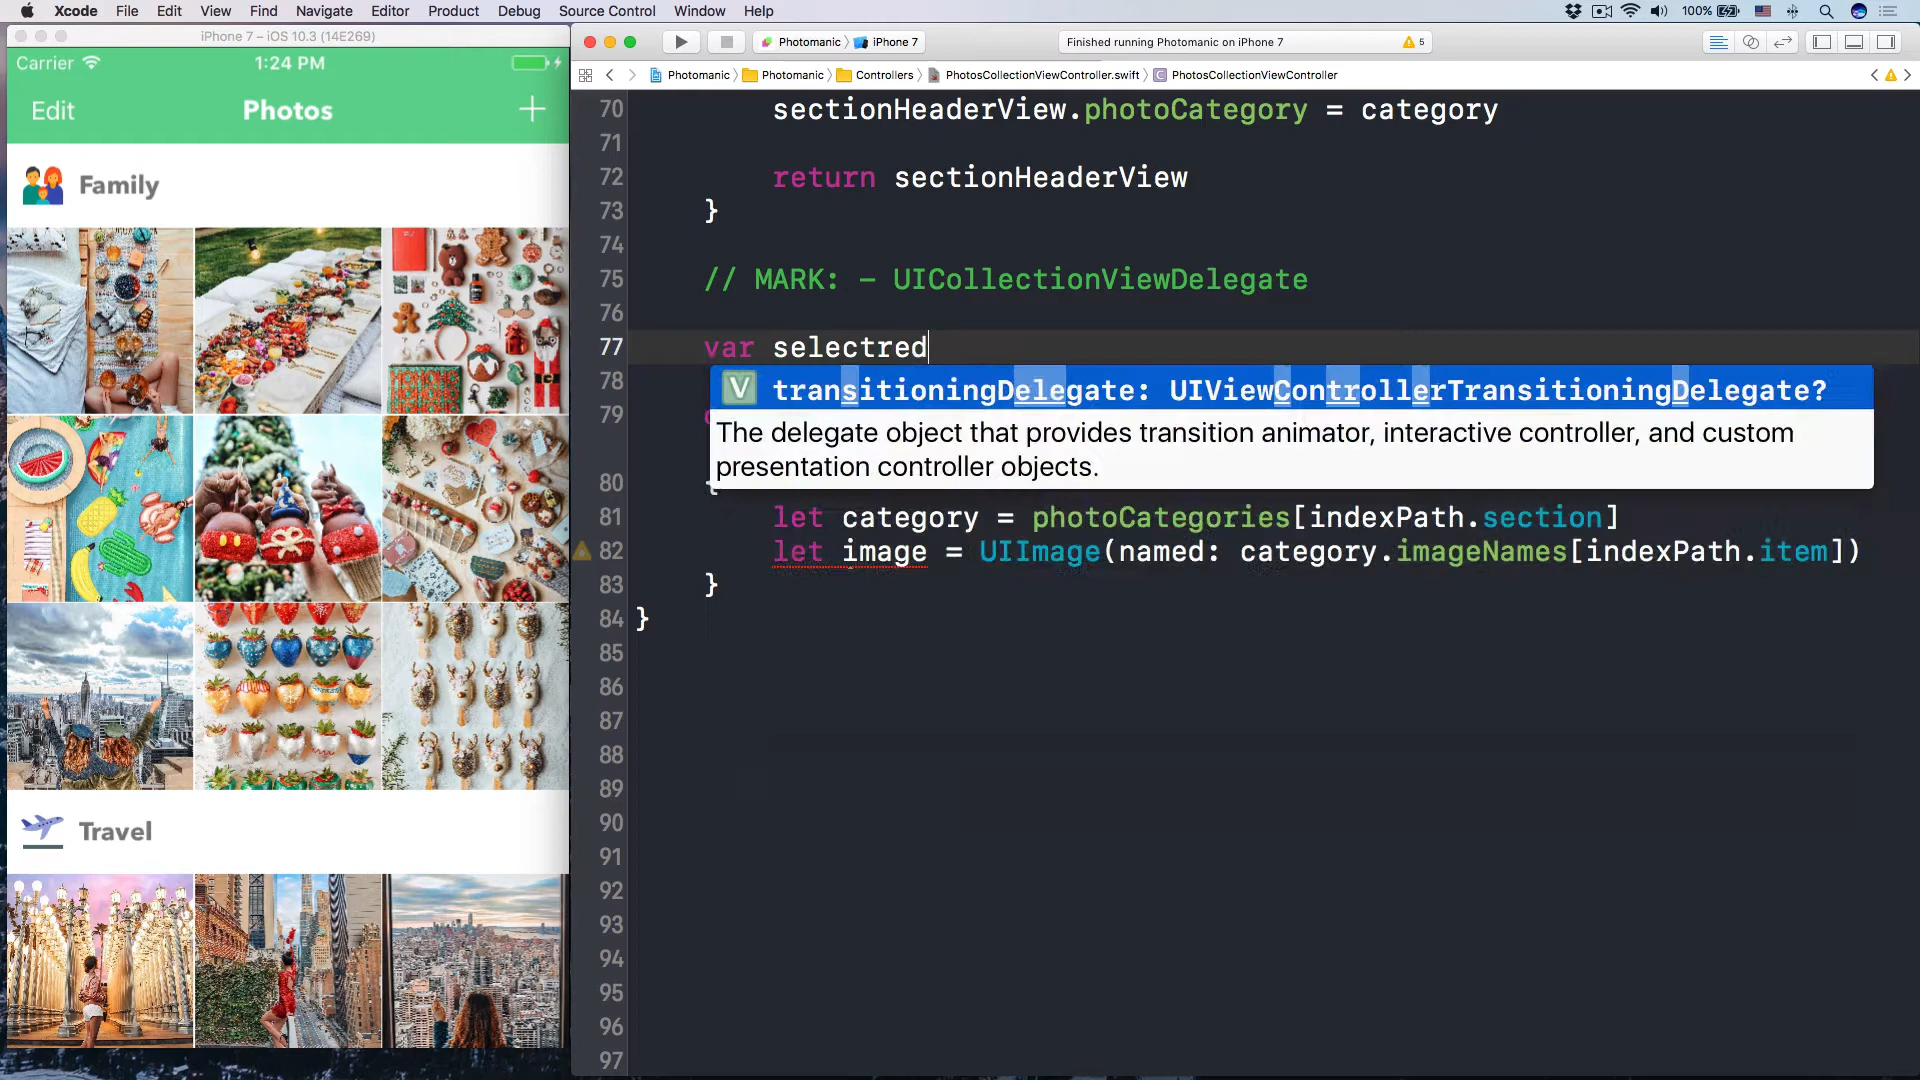 Xcode File Edit View Find Navigate Editor Product Debug Source Control Window Help 100%
iPhone 7 – iOS 10.3 (14E269)
Carrier 1:24 PM
Edit Photos +
Family
Travel
Photomanic iPhone 7 Finished running Photomanic on iPhone 7 5
Photomanic Photomanic Controllers PhotosCollectionViewController.swift C PhotosCollectionViewController
70 sectionHeaderView.photoCategory = category
71
72 return sectionHeaderView
73 }
74
75 // MARK: – UICollectionViewDelegate
76
77 var selectred
78 V transitioningDelegate: UIViewControllerTransitioningDelegate?
79 The delegate object that provides transition animator, interactive controller, and custom
presentation controller objects.
80 {
81 let category = photoCategories[indexPath.section]
82 let image = UIImage(named: category.imageNames[indexPath.item])
83 }
84 }
85
86
87
88
89
90
91
92
93
94
95
96
97